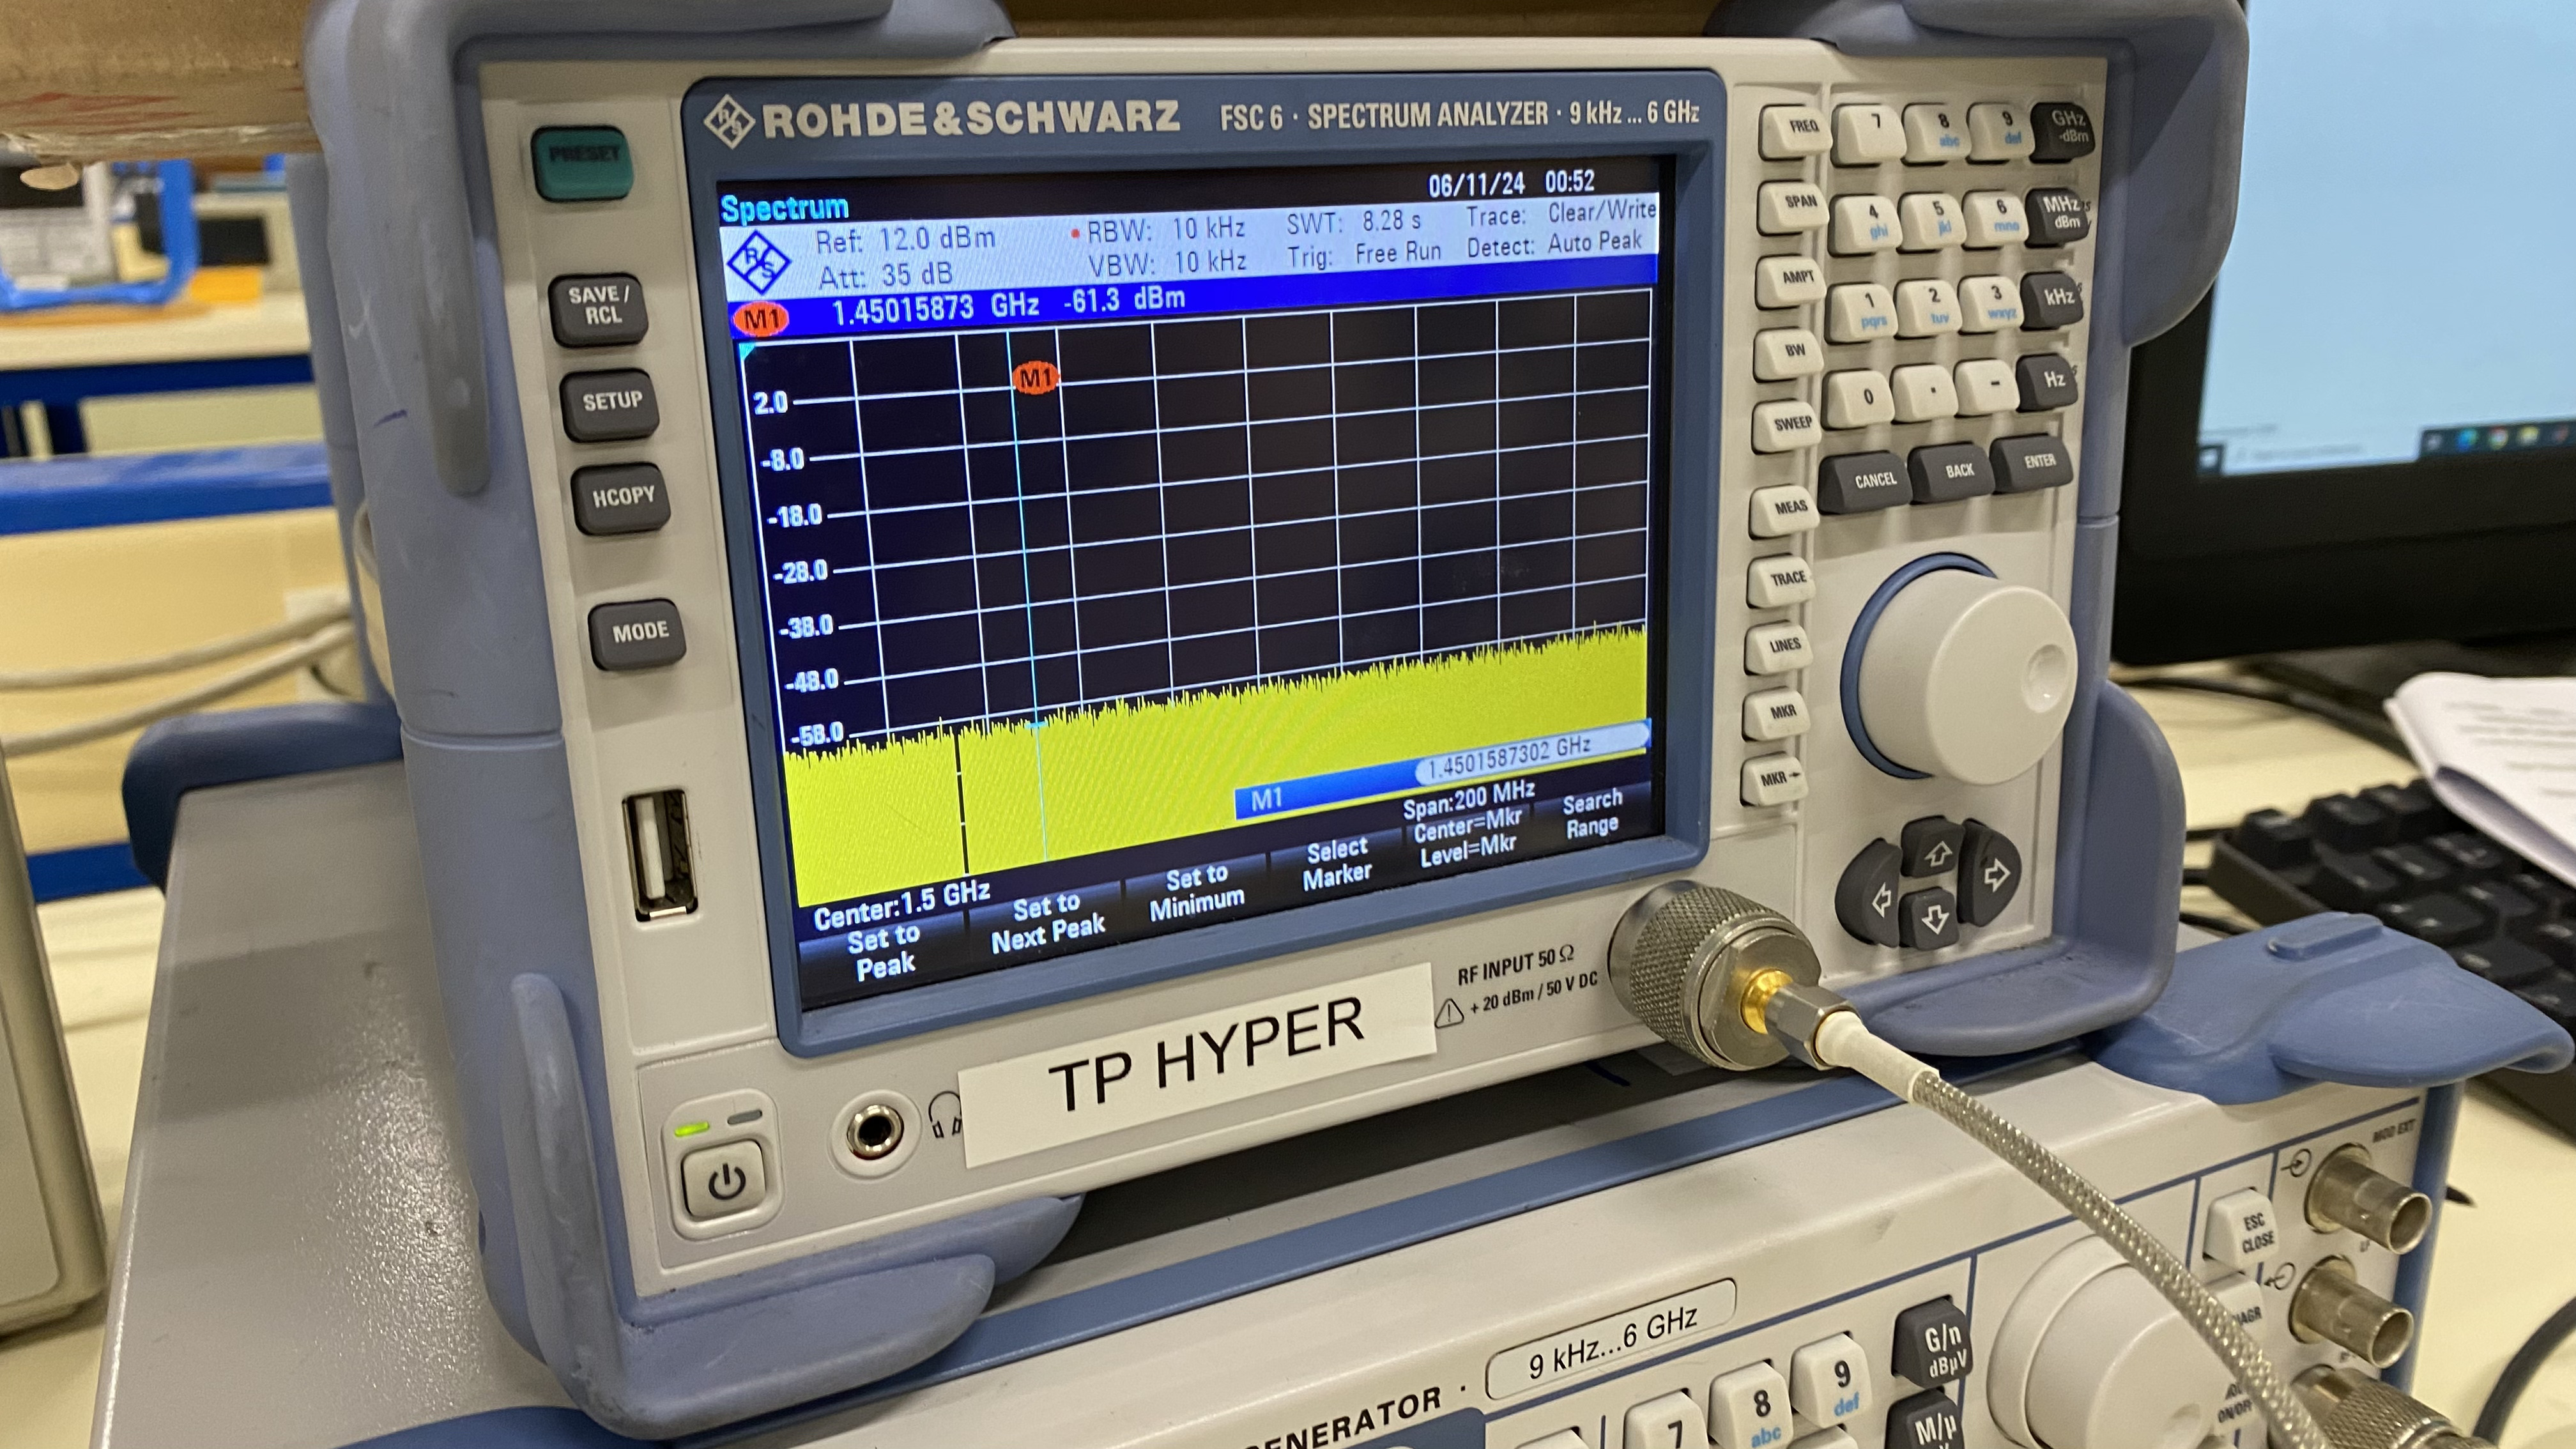 ROHDE&SCHWARZ FSC 6 · SPECTRUM ANALYZER · 9 kHz ... 6 GHz
PRESET
SAVE / RCL
SETUP
HCOPY
MODE
06/11/24 00:52
Spectrum
Ref: 12.0 dBm RBW: 10 kHz SWT: 8.28 s Trace: Clear/Write
Att: 35 dB VBW: 10 kHz Trig: Free Run Detect: Auto Peak
M1 1.45015873 GHz -61.3 dBm
M1
2.0
-8.0
-18.0
-28.0
-38.0
-48.0
-58.0
M1 1.4501587302 GHz
Center:1.5 GHz Span:200 MHz
Set to Peak
Set to Next Peak
Set to Minimum
Select Marker
Center=Mkr
Level=Mkr
Search Range
FREQ 7 8 abc 9 def GHz -dBm
SPAN 4 ghi 5 jkl 6 mno MHz dBm
AMPT 1 pqrs 2 tuv 3 wxyz kHz
BW 0 . - Hz
SWEEP CANCEL BACK ENTER
MEAS
TRACE
LINES
MKR
MKR→
RF INPUT 50 Ω
+ 20 dBm / 50 V DC
TP HYPER
MOD EXT
ESC CLOSE
LF
9 kHz...6 GHz
ENERATOR ·
7 8 abc 9 def G/n dBµV
M/µ